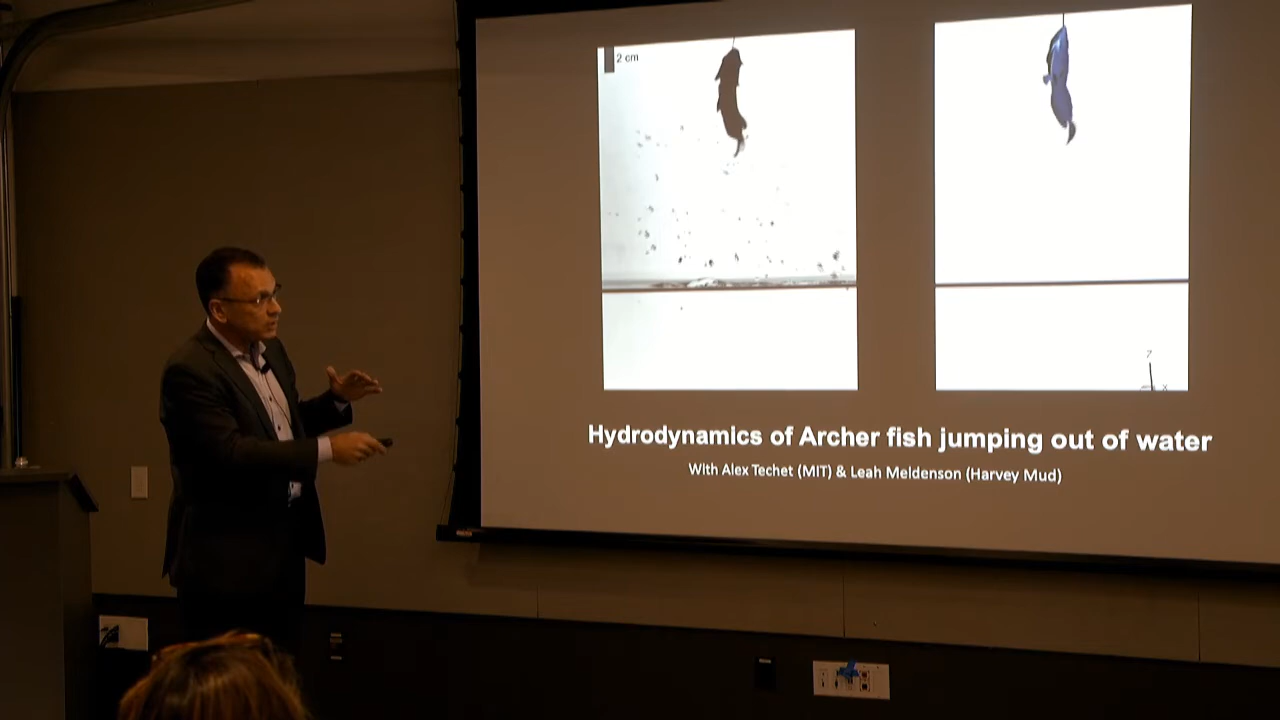 2 cm
z
x
Hydrodynamics of Archer fish jumping out of water
With Alex Techet (MIT) & Leah Meldenson (Harvey Mud)